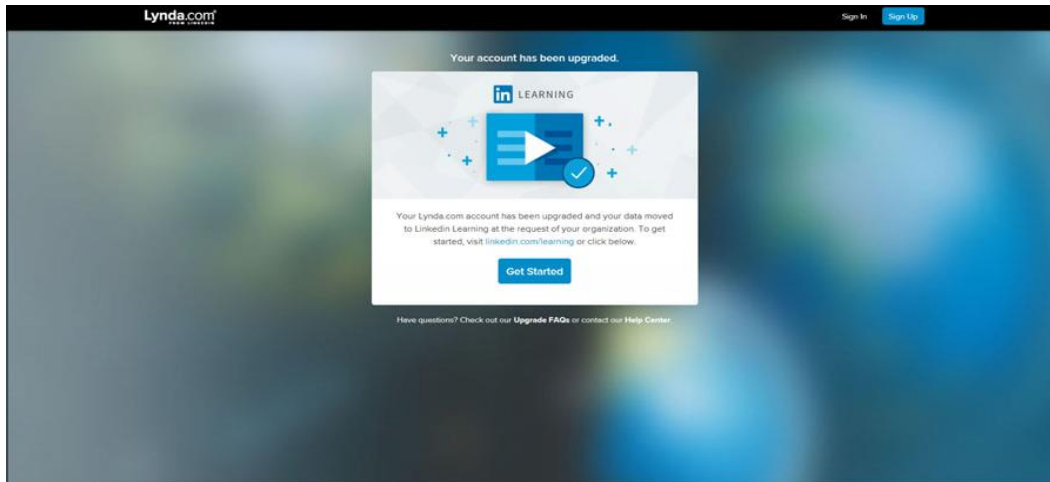 Lynda.com®
FROM LINKEDIN
Sign In
Sign Up
Your account has been upgraded.
in LEARNING
Your Lynda.com account has been upgraded and your data moved
to Linkedin Learning at the request of your organization. To get
started, visit linkedin.com/learning or click below.
Get Started
Have questions? Check out our Upgrade FAQs or contact our Help Center.